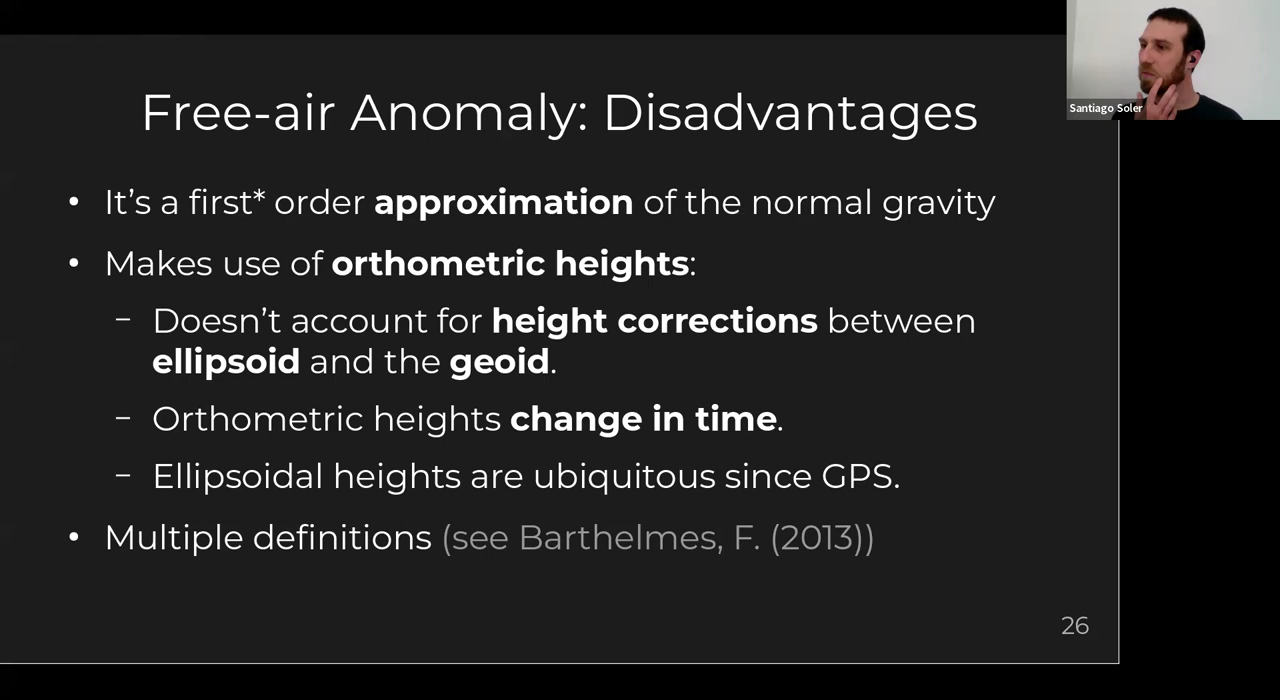 Santiago Soler
Free-air Anomaly: Disadvantages
• It’s a first* order approximation of the normal gravity
• Makes use of orthometric heights:
– Doesn’t account for height corrections between
ellipsoid and the geoid.
– Orthometric heights change in time.
– Ellipsoidal heights are ubiquitous since GPS.
• Multiple definitions (see Barthelmes, F. (2013))
26